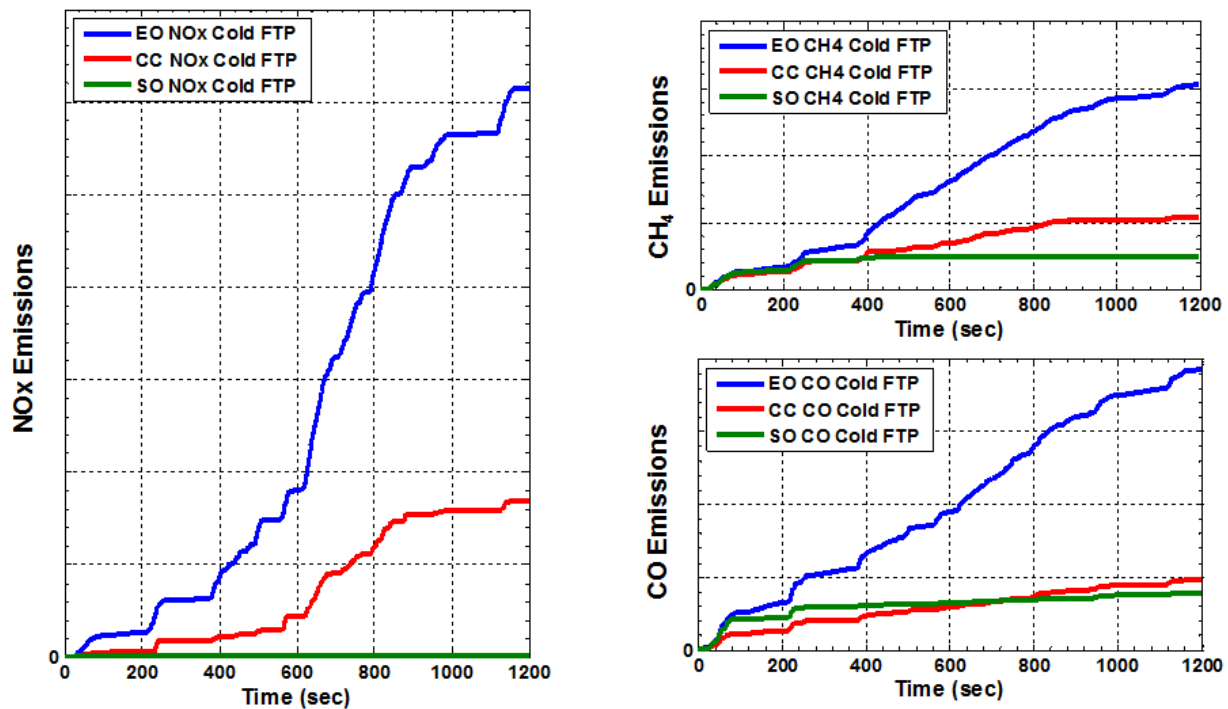 EO NOx Cold FTP
CC NOx Cold FTP
SO NOx Cold FTP
NOx Emissions
0
0 200 400 600 800 1000 1200
Time (sec)
EO CH4 Cold FTP
CC CH4 Cold FTP
SO CH4 Cold FTP
CH₄ Emissions
0
0 200 400 600 800 1000 1200
Time (sec)
EO CO Cold FTP
CC CO Cold FTP
SO CO Cold FTP
CO Emissions
0
0 200 400 600 800 1000 1200
Time (sec)